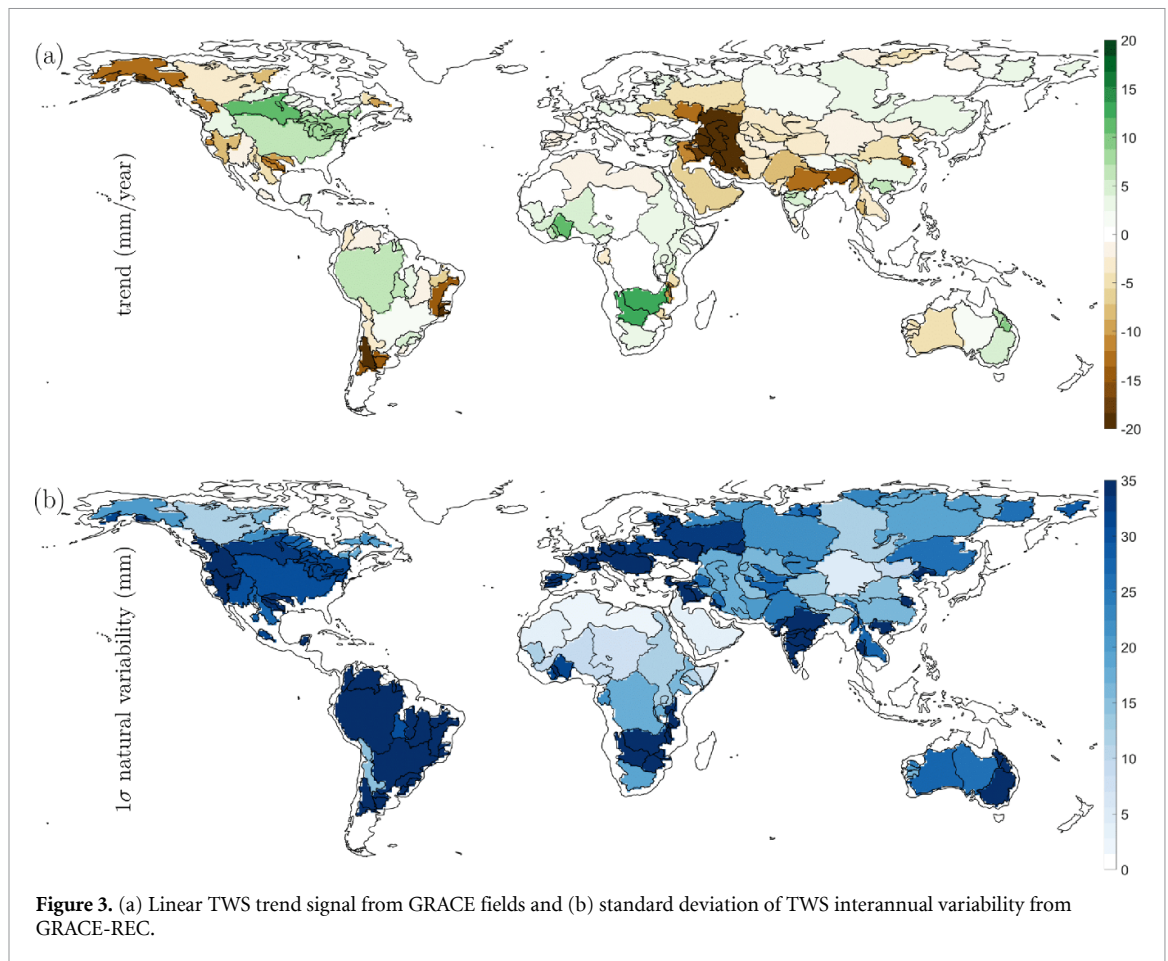 (a)
trend (mm/year)
20
15
10
5
0
-5
-10
-15
-20
(b)
1σ natural variability (mm)
35
30
25
20
15
10
5
0
Figure 3. (a) Linear TWS trend signal from GRACE fields and (b) standard deviation of TWS interannual variability from
GRACE-REC.